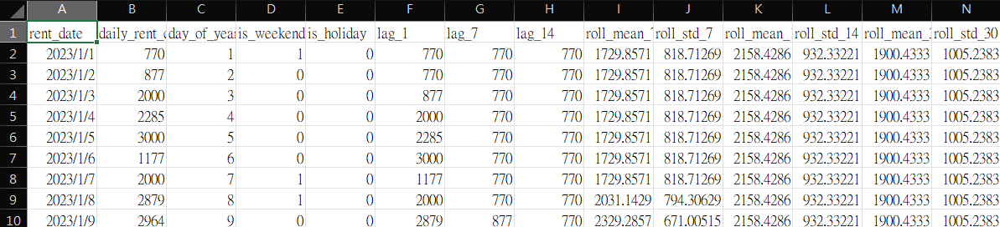 A B C D E F G H I J K L M N
1 rent_date daily_rent_ day_of_yea is_weekend is_holiday lag_1 lag_7 lag_14 roll_mean_ roll_std_7 roll_mean_ roll_std_14 roll_mean_ roll_std_30
2 2023/1/1 770 1 1 0 770 770 770 1729.8571 818.71269 2158.4286 932.33221 1900.4333 1005.2383
3 2023/1/2 877 2 0 0 770 770 770 1729.8571 818.71269 2158.4286 932.33221 1900.4333 1005.2383
4 2023/1/3 2000 3 0 0 877 770 770 1729.8571 818.71269 2158.4286 932.33221 1900.4333 1005.2383
5 2023/1/4 2285 4 0 0 2000 770 770 1729.8571 818.71269 2158.4286 932.33221 1900.4333 1005.2383
6 2023/1/5 3000 5 0 0 2285 770 770 1729.8571 818.71269 2158.4286 932.33221 1900.4333 1005.2383
7 2023/1/6 1177 6 0 0 3000 770 770 1729.8571 818.71269 2158.4286 932.33221 1900.4333 1005.2383
8 2023/1/7 2000 7 1 0 1177 770 770 1729.8571 818.71269 2158.4286 932.33221 1900.4333 1005.2383
9 2023/1/8 2879 8 1 0 2000 770 770 2031.1429 794.30629 2158.4286 932.33221 1900.4333 1005.2383
10 2023/1/9 2964 9 0 0 2879 877 770 2329.2857 671.00515 2158.4286 932.33221 1900.4333 1005.2383